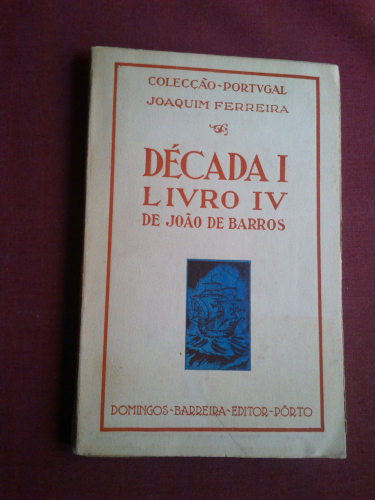 COLECÇÃO-PORTVGAL
JOAQUIM FERREIRA
DÉCADA I
LIVRO IV
DE JOÃO DE BARROS
DOMINGOS-BARREIRA-EDITOR-PÔRTO